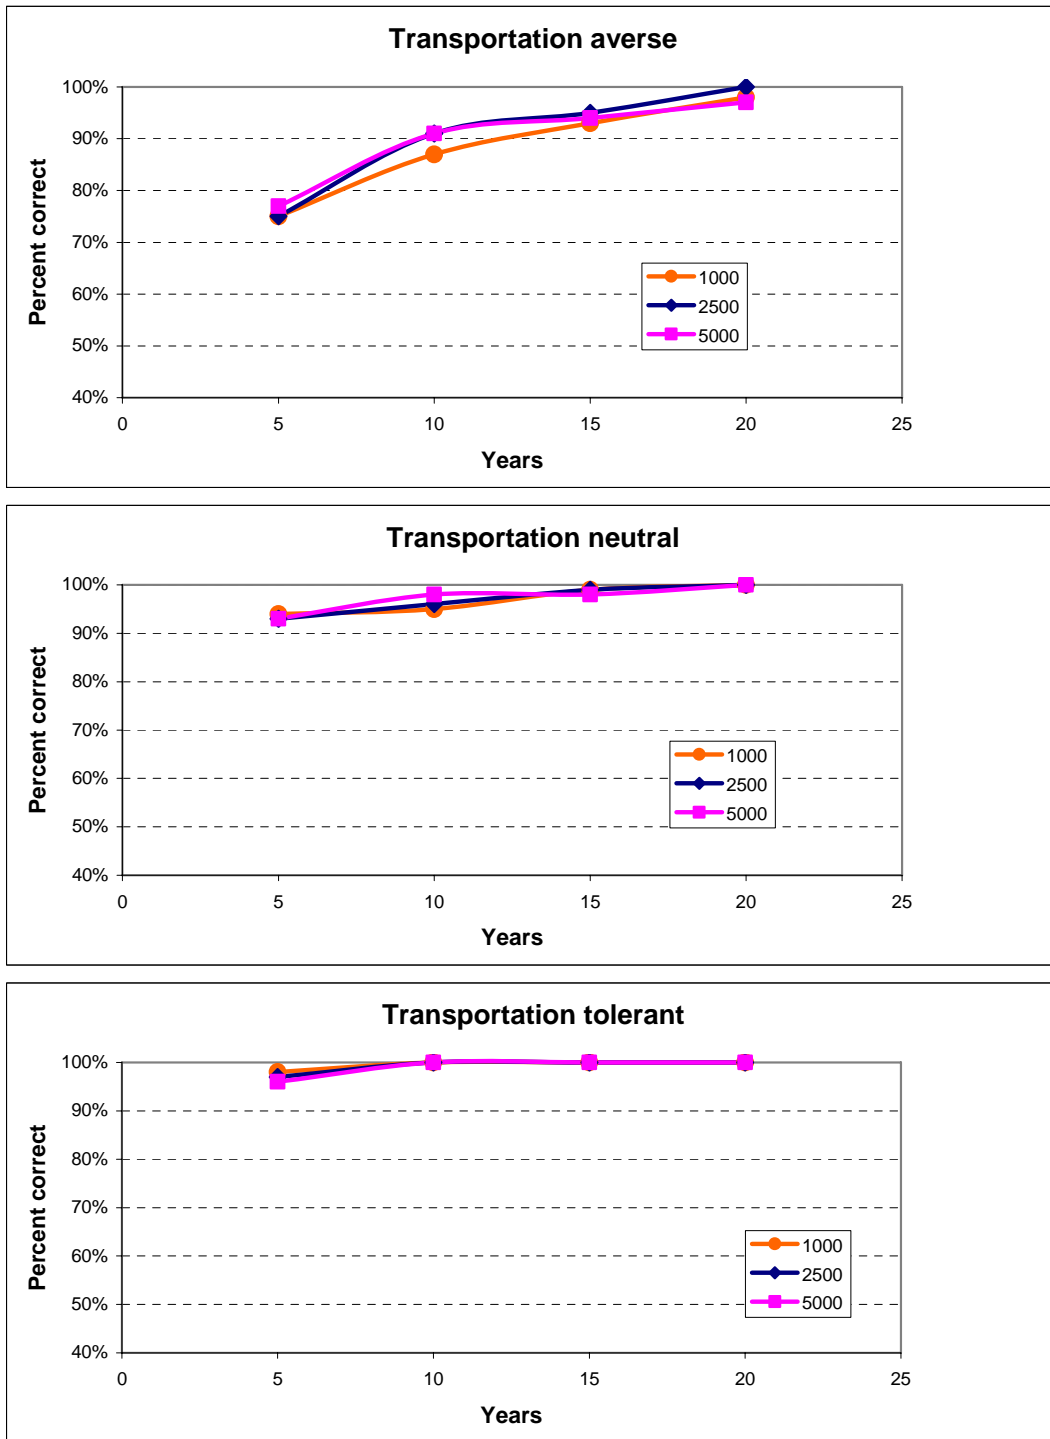 Transportation averse
100%
90%
80%
70%
60%
50%
40%
Percent correct
1000
2500
5000
0 5 10 15 20 25
Years
Transportation neutral
100%
90%
80%
70%
60%
50%
40%
Percent correct
1000
2500
5000
0 5 10 15 20 25
Years
Transportation tolerant
100%
90%
80%
70%
60%
50%
40%
Percent correct
1000
2500
5000
0 5 10 15 20 25
Years